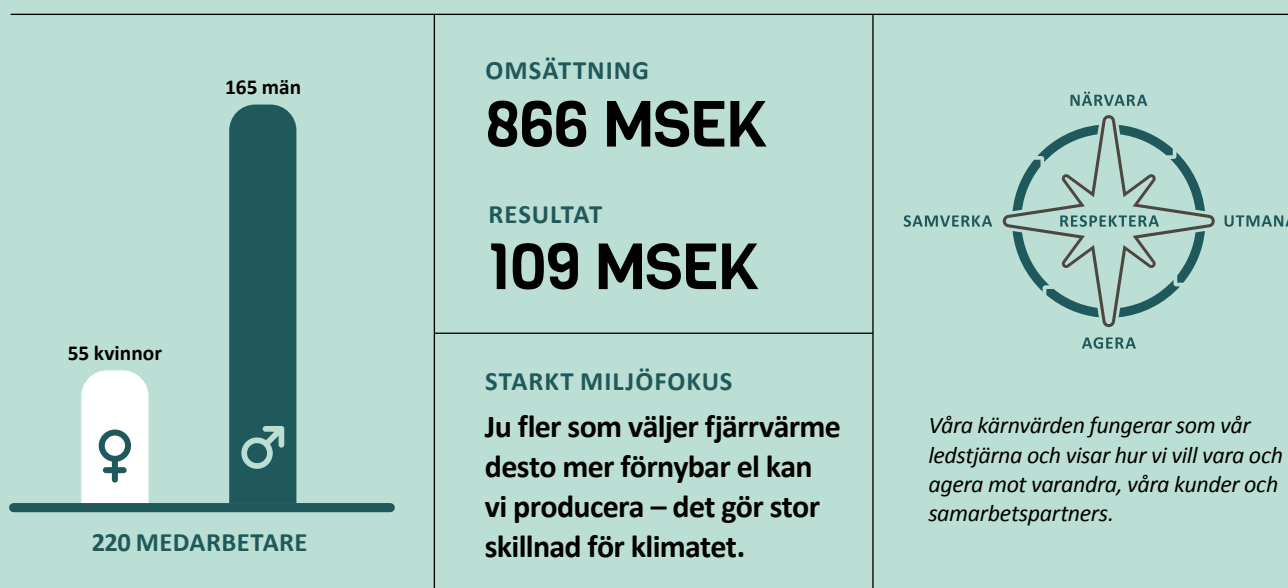 165 män
55 kvinnor
220 MEDARBETARE
OMSÄTTNING
866 MSEK
RESULTAT
109 MSEK
STARKT MILJÖFOKUS
Ju fler som väljer fjärrvärme
desto mer förnybar el kan
vi producera – det gör stor
skillnad för klimatet.
NÄRVARA
SAMVERKA
RESPEKTERA
UTMANA
AGERA
Våra kärnvärden fungerar som vår
ledstjärna och visar hur vi vill vara och
agera mot varandra, våra kunder och
samarbetspartners.